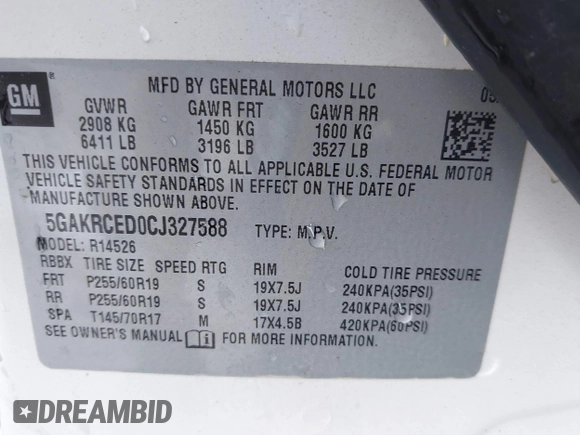 GM ®
MFD BY GENERAL MOTORS LLC
GVWR GAWR FRT GAWR RR
2908 KG 1450 KG 1600 KG
6411 LB 3196 LB 3527 LB
THIS VEHICLE CONFORMS TO ALL APPLICABLE U.S. FEDERAL MOTOR
VEHICLE SAFETY STANDARDS IN EFFECT ON THE DATE OF
MANUFACTURE SHOWN ABOVE.
5GAKRCED0CJ327588 TYPE: M.P.V.
MODEL: R14526
RBBX TIRE SIZE SPEED RTG RIM COLD TIRE PRESSURE
FRT P255/60R19 S 19X7.5J 240KPA(35PSI)
RR P255/60R19 S 19X7.5J 240KPA(35PSI)
SPA T145/70R17 M 17X4.5B 420KPA(60PSI)
SEE OWNER'S MANUAL FOR MORE INFORMATION.
DREAMBID